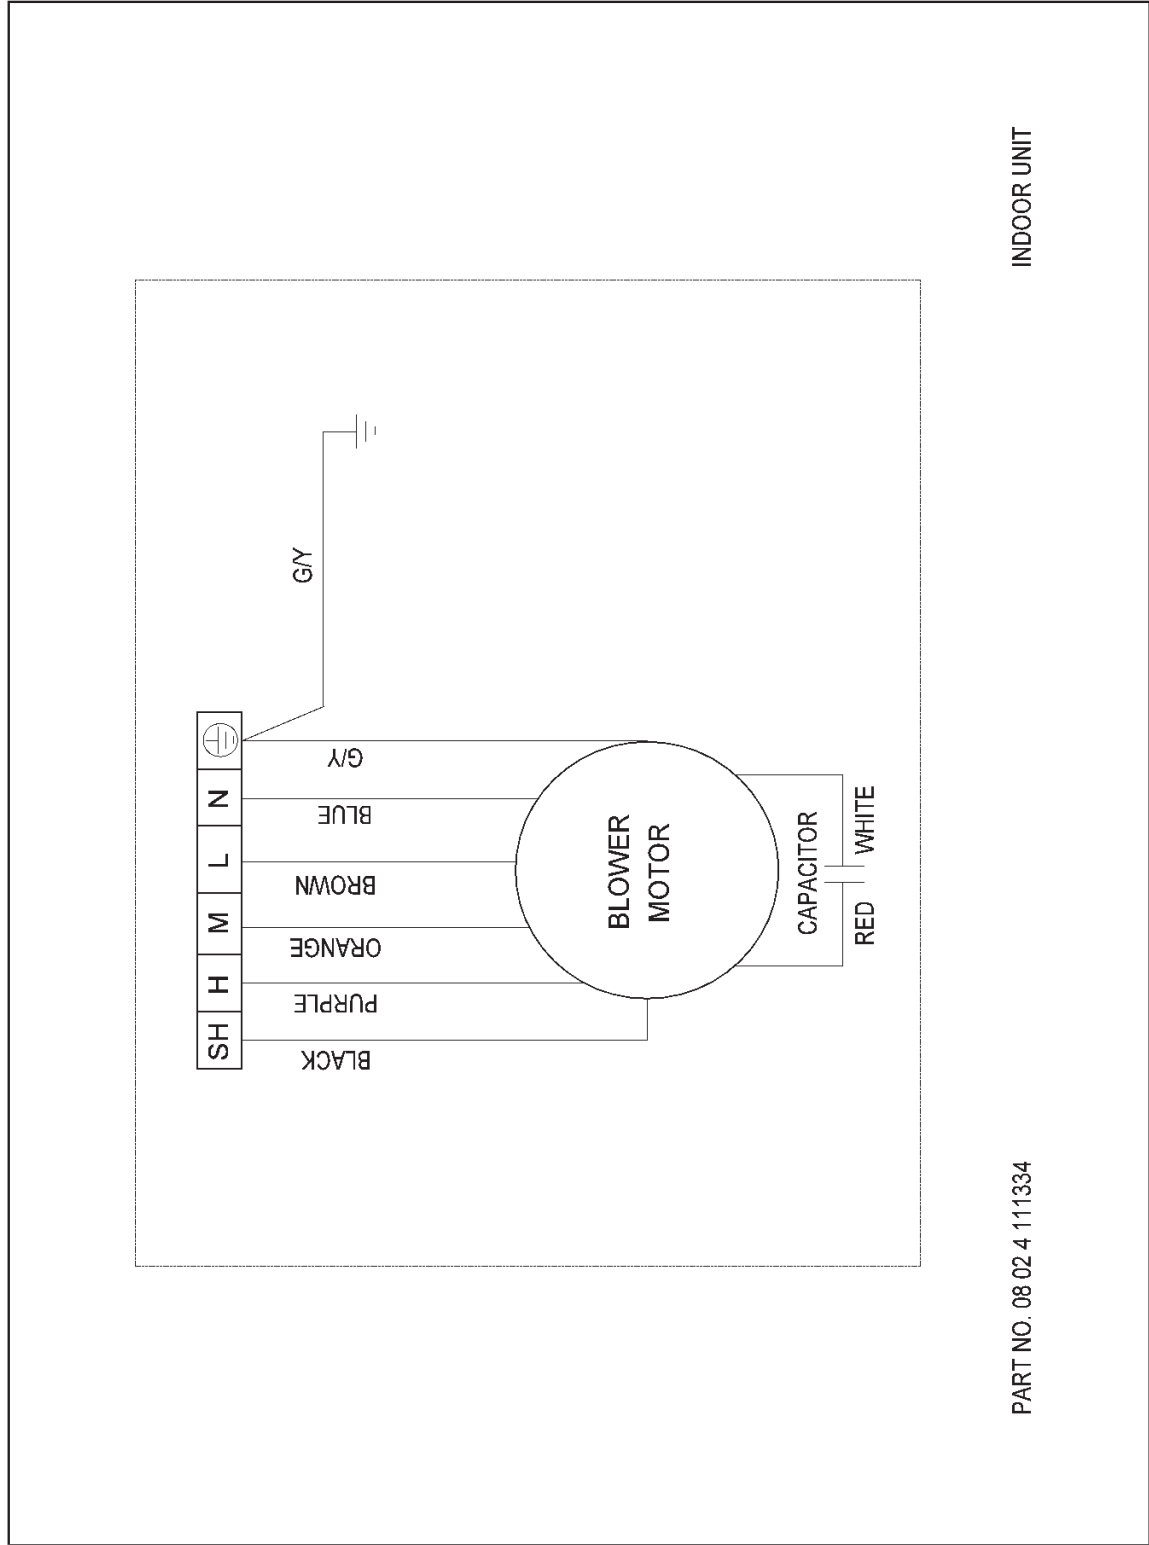 SH H M L N
BLACK
PURPLE
ORANGE
BROWN
BLUE
G/Y
G/Y
BLOWER
MOTOR
CAPACITOR
RED WHITE
PART NO. 08 02 4 111334
INDOOR UNIT